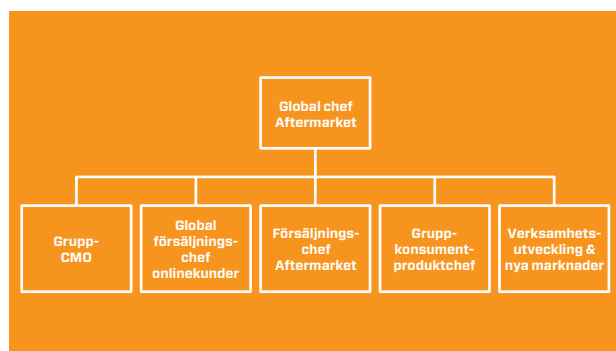 Global chef
Aftermarket
Grupp-
CMO
Global
försäljnings-
chef
onlinekunder
Försäljnings-
chef
Aftermarket
Grupp-
konsument-
produktchef
Verksamhets-
utveckling &
nya marknader